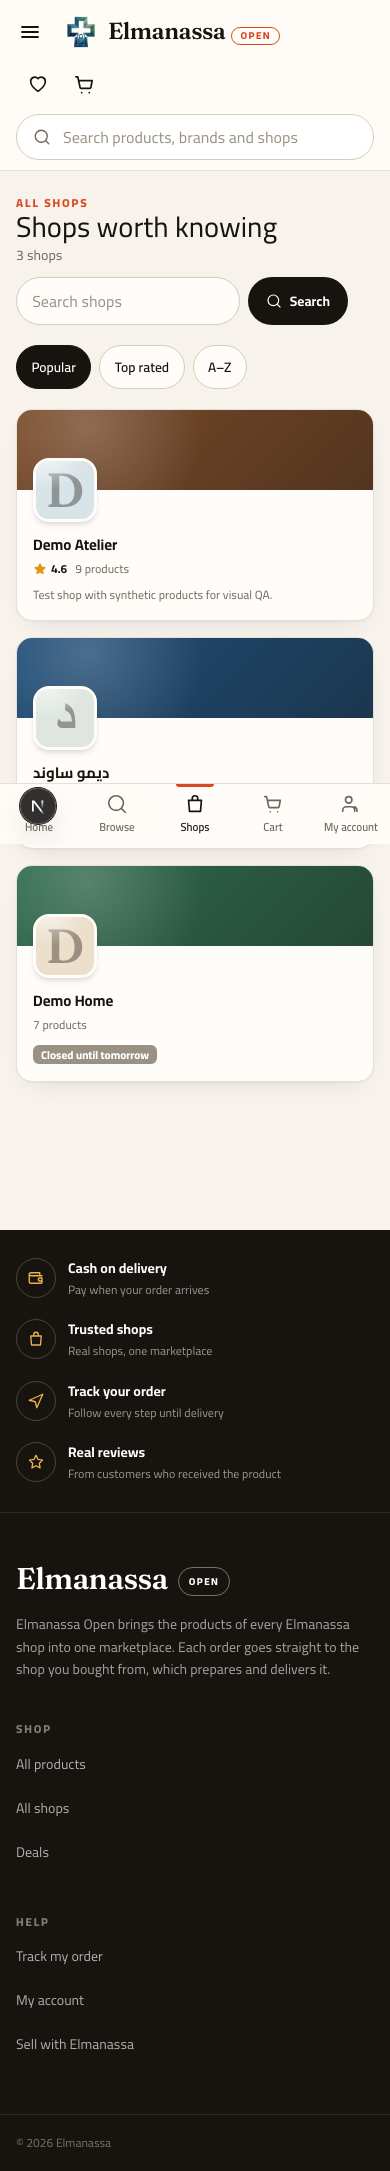 Elmanassa OPEN
Search products, brands and shops
ALL SHOPS
Shops worth knowing
3 shops
Search shops
Search
Popular
Top rated
A–Z
D
Demo Atelier
4.6 9 products
Test shop with synthetic products for visual QA.
د
ديمو ساوند
N
Home
Browse
Shops
Cart
My account
D
Demo Home
7 products
Closed until tomorrow
Cash on delivery
Pay when your order arrives
Trusted shops
Real shops, one marketplace
Track your order
Follow every step until delivery
Real reviews
From customers who received the product
Elmanassa OPEN
Elmanassa Open brings the products of every Elmanassa
shop into one marketplace. Each order goes straight to the
shop you bought from, which prepares and delivers it.
SHOP
All products
All shops
Deals
HELP
Track my order
My account
Sell with Elmanassa
© 2026 Elmanassa